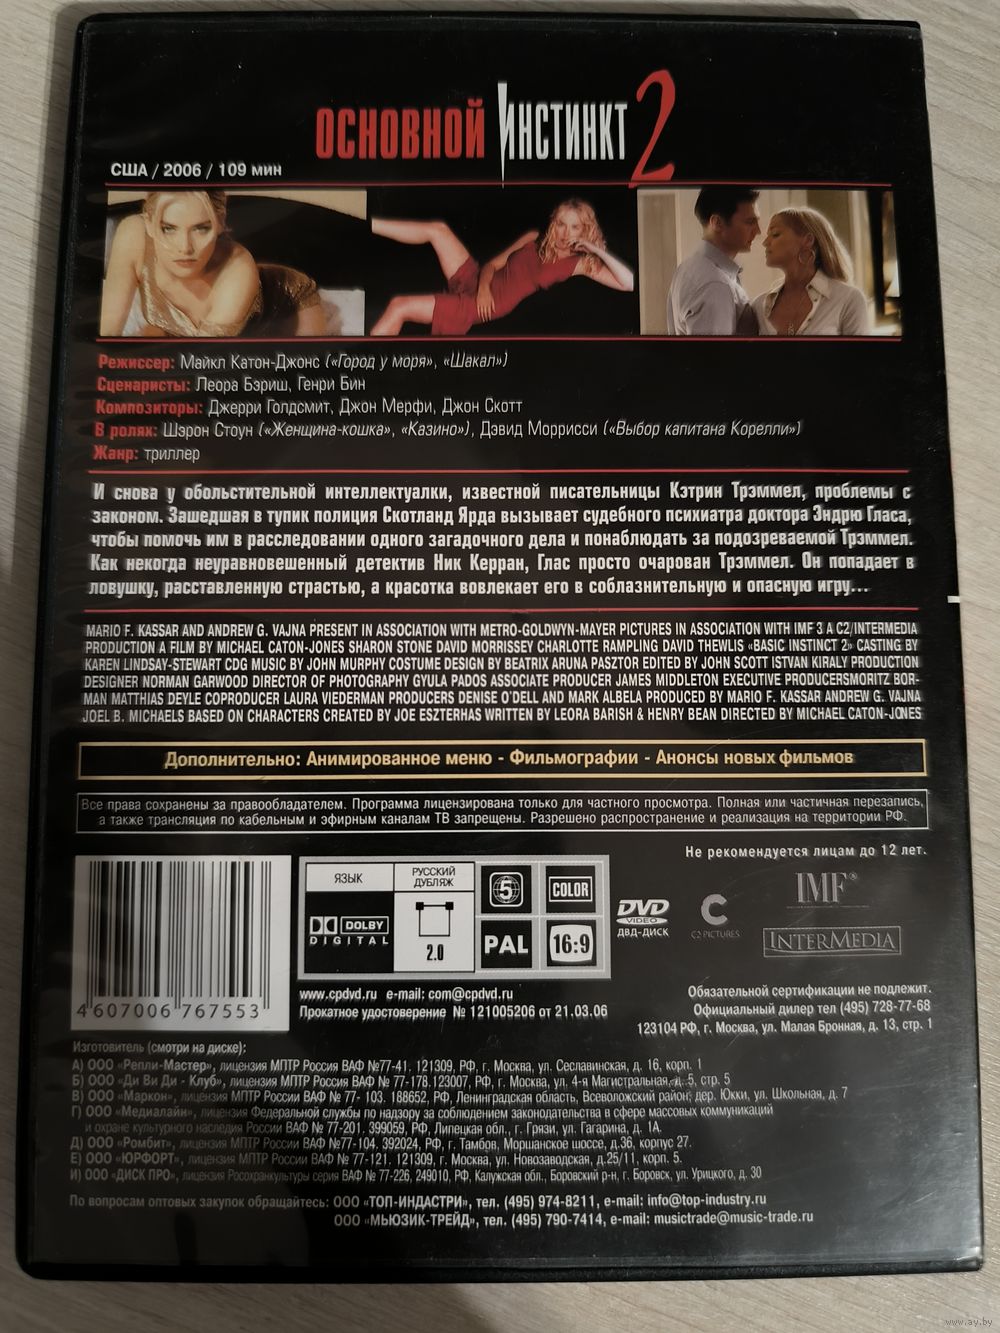 ОСНОВНОЙ ИНСТИНКТ 2
США / 2006 / 109 мин
Режиссер: Майкл Катон-Джонс («Город у моря», «Шакал»)
Сценаристы: Леора Бэриш, Генри Бин
Композиторы: Джерри Голдсмит, Джон Мерфи, Джон Скотт
В ролях: Шэрон Стоун («Женщина-кошка», «Казино»), Дэвид Моррисси («Выбор капитана Корелли»)
Жанр: триллер
И снова у обольстительной интеллектуалки, известной писательницы Кэтрин Трэммел, проблемы с
законом. Зашедшая в тупик полиция Скотланд Ярда вызывает судебного психиатра доктора Эндрю Гласа,
чтобы помочь им в расследовании одного загадочного дела и понаблюдать за подозреваемой Трэммел.
Как некогда неуравновешенный детектив Ник Керран, Глас просто очарован Трэммел. Он попадает в
ловушку, расставленную страстью, а красотка вовлекает его в соблазнительную и опасную игру...
MARIO F. KASSAR AND ANDREW G. VAJNA PRESENT IN ASSOCIATION WITH METRO-GOLDWYN-MAYER PICTURES IN ASSOCIATION WITH IMF 3 A C2/INTERMEDIA
PRODUCTION A FILM BY MICHAEL CATON-JONES SHARON STONE DAVID MORRISSEY CHARLOTTE RAMPLING DAVID THEWLIS «BASIC INSTINCT 2» CASTING BY
KAREN LINDSAY-STEWART CDG MUSIC BY JOHN MURPHY COSTUME DESIGN BY BEATRIX ARUNA PASZTOR EDITED BY JOHN SCOTT ISTVAN KIRALY PRODUCTION
DESIGNER NORMAN GARWOOD DIRECTOR OF PHOTOGRAPHY GYULA PADOS ASSOCIATE PRODUCER JAMES MIDDLETON EXECUTIVE PRODUCERSMORITZ BOR-
MAN MATTHIAS DEYLE COPRODUCER LAURA VIEDERMAN PRODUCERS DENISE O'DELL AND MARK ALBELA PRODUCED BY MARIO F. KASSAR ANDREW G. VAJNA
JOEL B. MICHAELS BASED ON CHARACTERS CREATED BY JOE ESZTERHAS WRITTEN BY LEORA BARISH & HENRY BEAN DIRECTED BY MICHAEL CATON-JONES
Дополнительно: Анимированное меню - Фильмографии - Анонсы новых фильмов
Все права сохранены за правообладателем. Программа лицензирована только для частного просмотра. Полная или частичная перезапись,
а также трансляция по кабельным и эфирным каналам ТВ запрещены. Разрешено распространение и реализация на территории РФ.
Не рекомендуется лицам до 12 лет.
ЯЗЫК
РУССКИЙ
ДУБЛЯЖ
DOLBY
DIGITAL
2.0
5
COLOR
PAL
16:9
DVD
VIDEO
ДВД-ДИСК
C2 PICTURES
IMF®
INTERMEDIA
4 607006 767553
www.cpdvd.ru e-mail: com@cpdvd.ru
Прокатное удостоверение № 121005206 от 21.03.06
Обязательной сертификации не подлежит.
Официальный дилер тел (495) 728-77-68
123104 РФ, г. Москва, ул. Малая Бронная, д. 13, стр. 1
Изготовитель (смотри на диске):
А) ООО «Репли-Мастер», лицензия МПТР России ВАФ №77-41. 121309, РФ, г. Москва, ул. Сеславинская, д. 16, корп. 1
Б) ООО «Ди Ви Ди - Клуб», лицензия МПТР России ВАФ № 77-178.123007, РФ, г. Москва, ул. 4-я Магистральная, д. 5, стр. 5
В) ООО «Маркон», лицензия МПТР России ВАФ № 77- 103. 188652, РФ, Ленинградская область, Всеволожский район, дер. Юкки, ул. Школьная, д. 7
Г) ООО «Медиалайн», лицензия Федеральной службы по надзору за соблюдением законодательства в сфере массовых коммуникаций
и охране культурного наследия России ВАФ № 77-201. 399059, РФ, Липецкая обл., г. Грязи, ул. Гагарина, д. 1А.
Д) ООО «Ромбит», лицензия МПТР России ВАФ №77-104. 392024, РФ, г. Тамбов, Моршанское шоссе, д.36, корпус 27.
Е) ООО «ЮРФОРТ», лицензия МПТР России ВАФ № 77-121. 121309, г. Москва, ул. Новозаводская, д.25/11, корп. 5.
И) ООО «ДИСК ПРО», лицензия Росохранкультуры серия ВАФ № 77-226, 249010, РФ, Калужская обл., Боровский р-н, г. Боровск, ул. Урицкого, д. 30
По вопросам оптовых закупок обращайтесь: ООО «ТОП-ИНДАСТРИ», тел. (495) 974-8211, e-mail: info@top-industry.ru
ООО «МЬЮЗИК-ТРЕЙД», тел. (495) 790-7414, e-mail: musictrade@music-trade.ru
www.ay.by